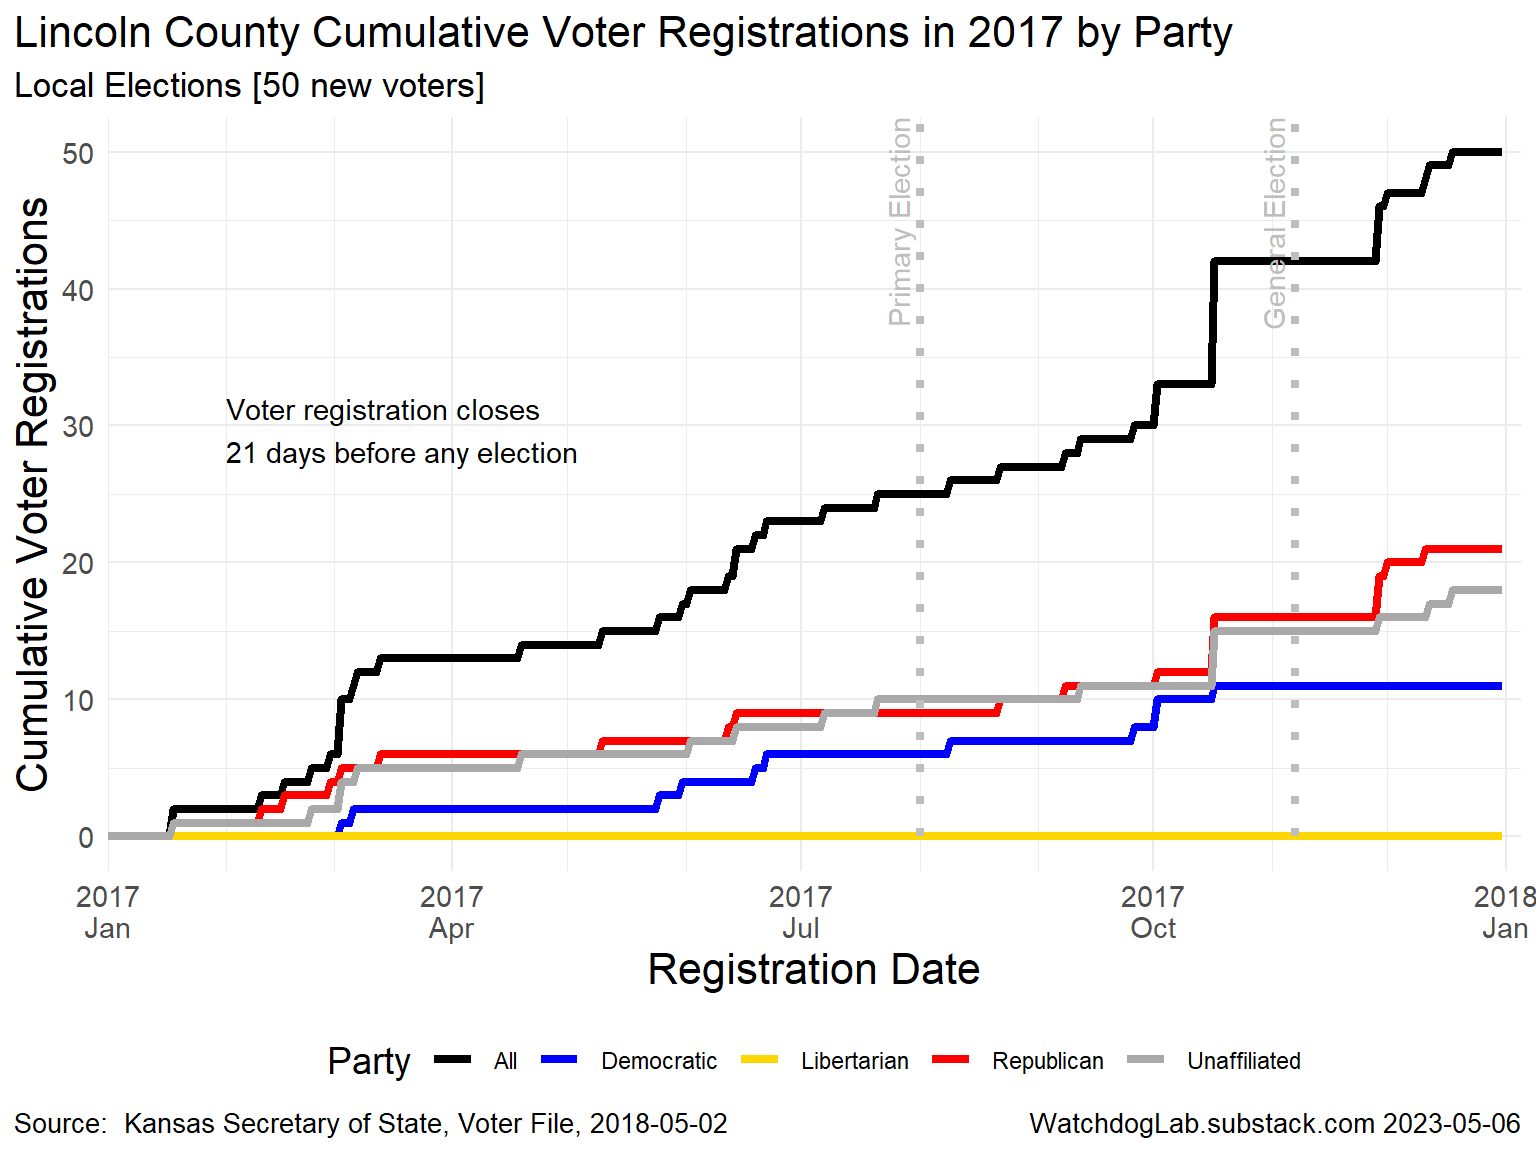 Lincoln County Cumulative Voter Registrations in 2017 by Party
Local Elections [50 new voters]
Cumulative Voter Registrations
50
40
30
20
10
0
Primary Election
General Election
Voter registration closes
21 days before any election
2017
Jan
2017
Apr
2017
Jul
2017
Oct
2018
Jan
Registration Date
Party All Democratic Libertarian Republican Unaffiliated
Source:  Kansas Secretary of State, Voter File, 2018-05-02
WatchdogLab.substack.com 2023-05-06